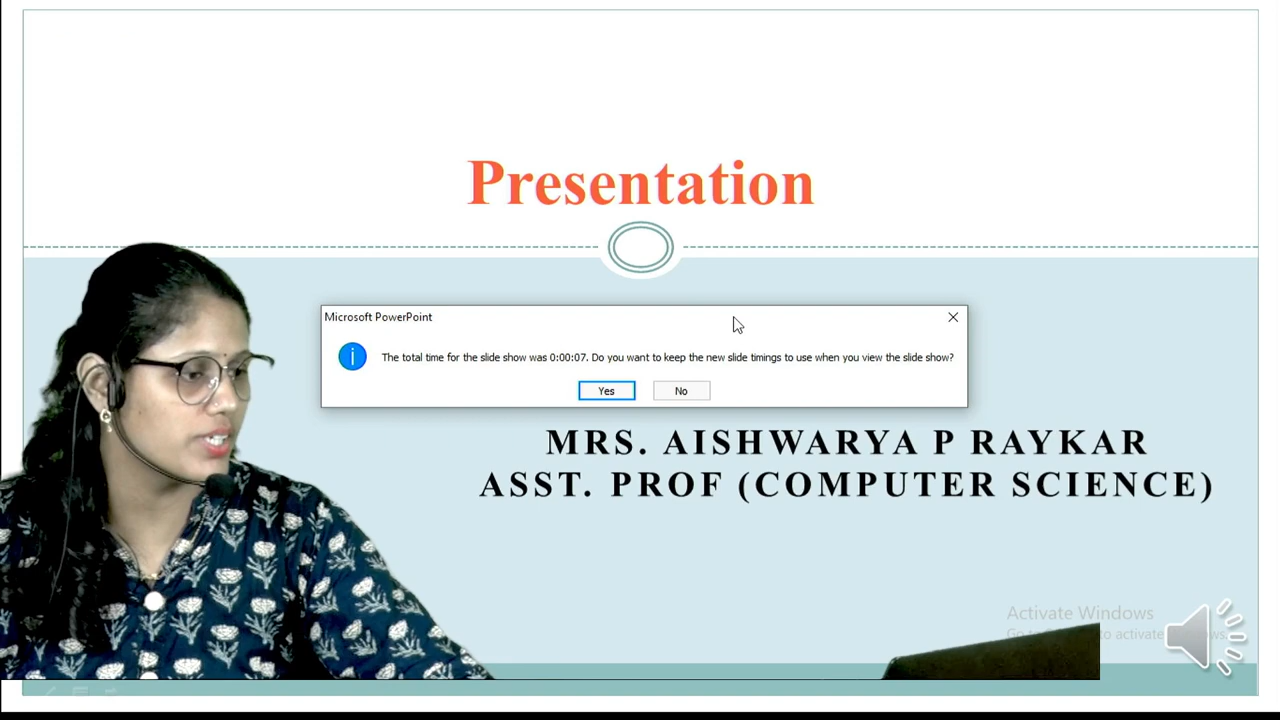 Presentation
Microsoft PowerPoint
The total time for the slide show was 0:00:07. Do you want to keep the new slide timings to use when you view the slide show?
Yes
No
MRS. AISHWARYA P RAYKAR
ASST. PROF (COMPUTER SCIENCE)
Activate Windows
to activate